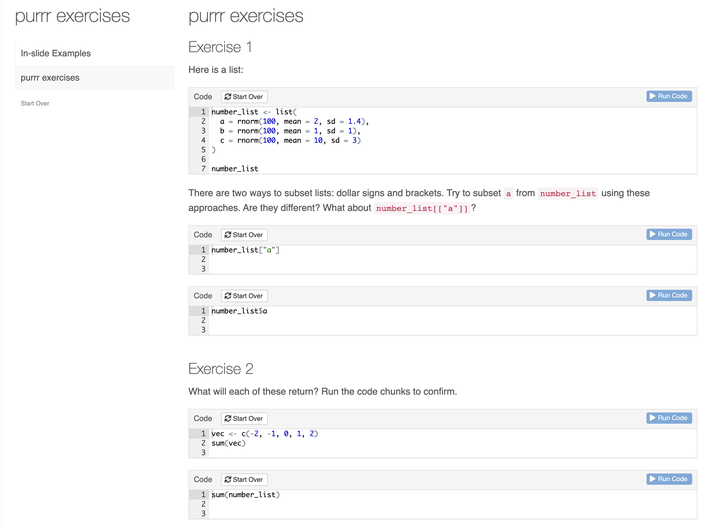 purrr exercises
In-slide Examples
purrr exercises
Start Over
purrr exercises
Exercise 1
Here is a list:
Code Start Over Run Code
1 number_list <- list(
2 a = rnorm(100, mean = 2, sd = 1.4),
3 b = rnorm(100, mean = 1, sd = 1),
4 c = rnorm(100, mean = 10, sd = 3)
5 )
6
7 number_list
There are two ways to subset lists: dollar signs and brackets. Try to subset a from number_list using these
approaches. Are they different? What about number_list[["a"]] ?
Code Start Over Run Code
1 number_list["a"]
2
3
Code Start Over Run Code
1 number_list$a
2
3
Exercise 2
What will each of these return? Run the code chunks to confirm.
Code Start Over Run Code
1 vec <- c(-2, -1, 0, 1, 2)
2 sum(vec)
3
Code Start Over Run Code
1 sum(number_list)
2
3